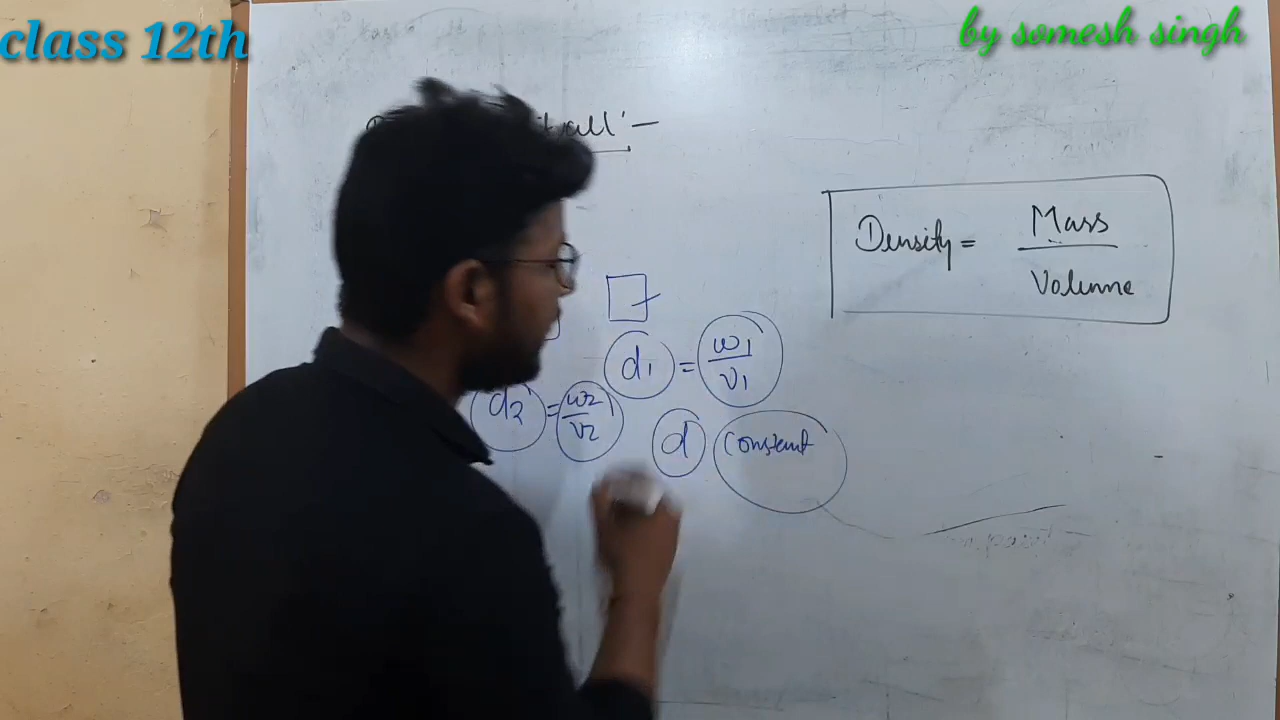 class 12th
by somesh singh
Density = Mass / Volume
d1 = w1 / v1
d2 = w2 / v2
d constant